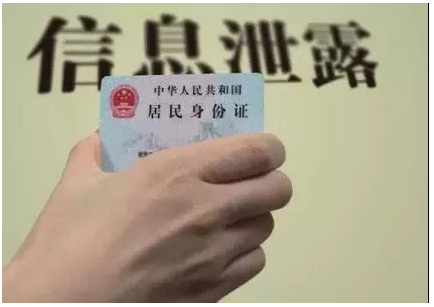 信息泄露
中华人民共和国
居民身份证